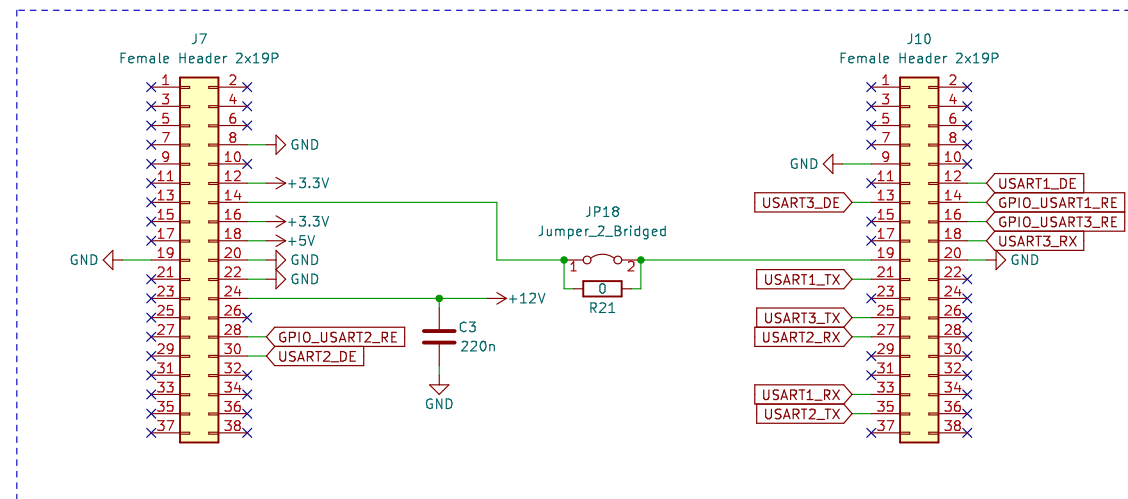 J7
Female Header 2x19P
1 2
3 4
5 6
7 8 GND
9 10
11 12 +3.3V
13 14
15 16 +3.3V
17 18 +5V
GND 19 20 GND
21 22 GND
23 24 +12V
25 26
27 28 GPIO_USART2_RE
29 30 USART2_DE
31 32
33 34
35 36
37 38
C3
220n
GND
JP18
Jumper_2_Bridged
1 2
0
R21
J10
Female Header 2x19P
1 2
3 4
5 6
7 8
GND 9 10
11 12 USART1_DE
USART3_DE 13 14 GPIO_USART1_RE
15 16 GPIO_USART3_RE
17 18 USART3_RX
19 20 GND
USART1_TX 21 22
23 24
USART3_TX 25 26
USART2_RX 27 28
29 30
31 32
USART1_RX 33 34
USART2_TX 35 36
37 38